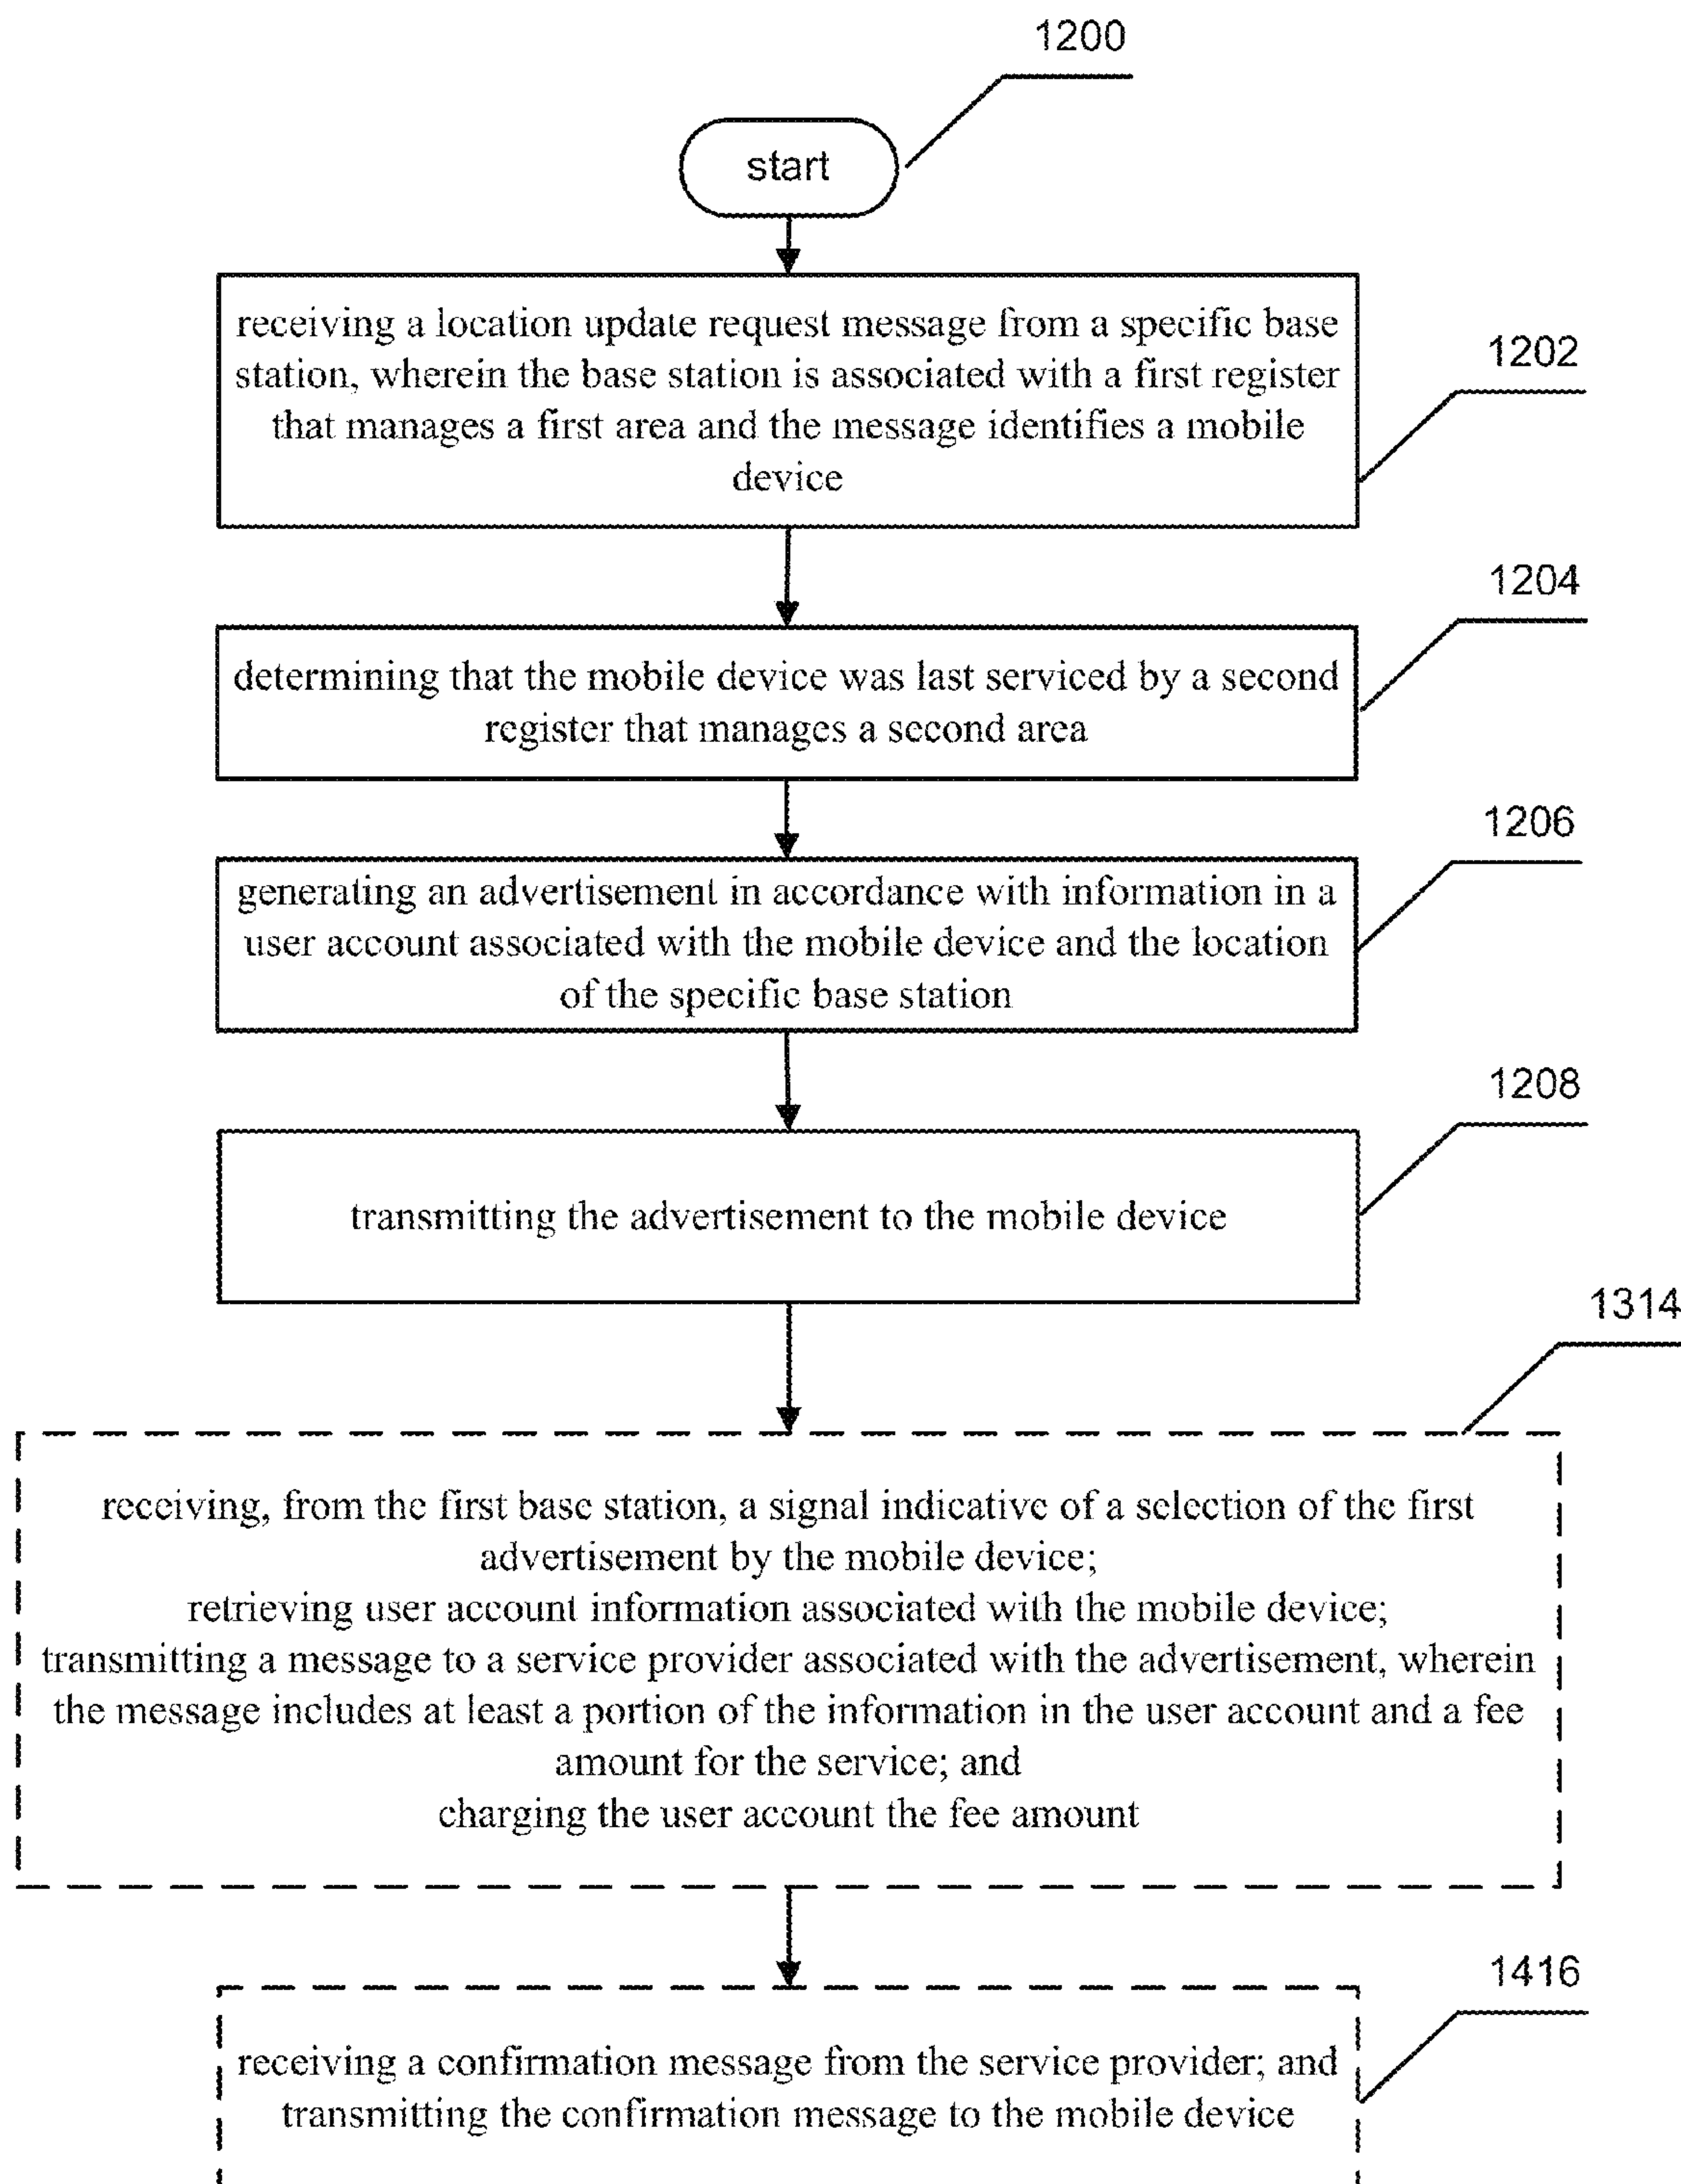 1200
start
receiving a location update request message from a specific base
station, wherein the base station is associated with a first register
that manages a first area and the message identifies a mobile
device
1202
determining that the mobile device was last serviced by a second
register that manages a second area
1204
generating an advertisement in accordance with information in a
user account associated with the mobile device and the location
of the specific base station
1206
transmitting the advertisement to the mobile device
1208
receiving, from the first base station, a signal indicative of a selection of the first
advertisement by the mobile device;
retrieving user account information associated with the mobile device;
transmitting a message to a service provider associated with the advertisement, wherein
the message includes at least a portion of the information in the user account and a fee
amount for the service; and
charging the user account the fee amount
1314
receiving a confirmation message from the service provider; and
transmitting the confirmation message to the mobile device
1416